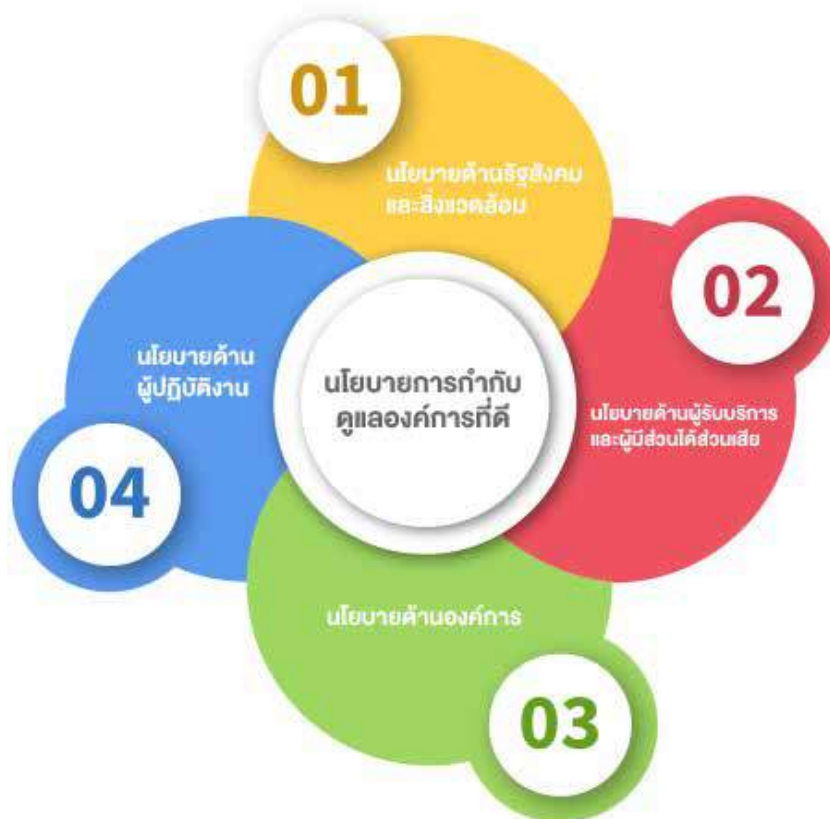 01
นโยบายด้านรัฐสังคม
และสิ่งแวดล้อม
02
นโยบายด้านผู้รับบริการ
และผู้มีส่วนได้ส่วนเสีย
นโยบายการกำกับ
ดูแลองค์การที่ดี
นโยบายด้าน
ผู้ปฏิบัติงาน
04
นโยบายด้านองค์การ
03